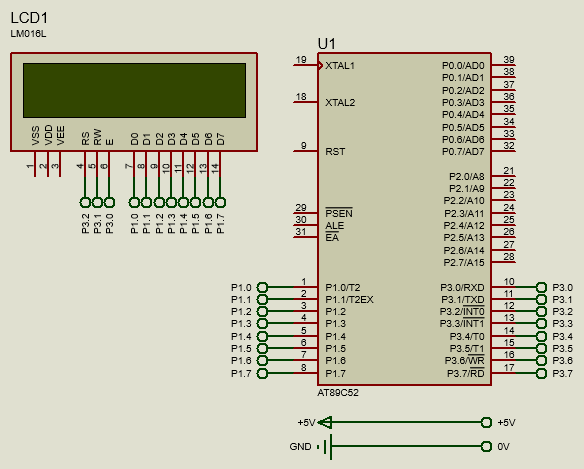 LCD1
LM016L
VSS VDD VEE RS RW E D0 D1 D2 D3 D4 D5 D6 D7
1 2 3 4 5 6 7 8 9 10 11 12 13 14
P3.2 P3.1 P3.0 P1.0 P1.1 P1.2 P1.3 P1.4 P1.5 P1.6 P1.7
U1
19 XTAL1 P0.0/AD0 39
P0.1/AD1 38
P0.2/AD2 37
18 XTAL2 P0.3/AD3 36
P0.4/AD4 35
P0.5/AD5 34
P0.6/AD6 33
9 RST P0.7/AD7 32
P2.0/A8 21
P2.1/A9 22
P2.2/A10 23
29 PSEN P2.3/A11 24
30 ALE P2.4/A12 25
31 EA P2.5/A13 26
P2.6/A14 27
P2.7/A15 28
P1.0 1 P1.0/T2 P3.0/RXD 10 P3.0
P1.1 2 P1.1/T2EX P3.1/TXD 11 P3.1
P1.2 3 P1.2 P3.2/INT0 12 P3.2
P1.3 4 P1.3 P3.3/INT1 13 P3.3
P1.4 5 P1.4 P3.4/T0 14 P3.4
P1.5 6 P1.5 P3.5/T1 15 P3.5
P1.6 7 P1.6 P3.6/WR 16 P3.6
P1.7 8 P1.7 P3.7/RD 17 P3.7
AT89C52
+5V +5V
GND 0V